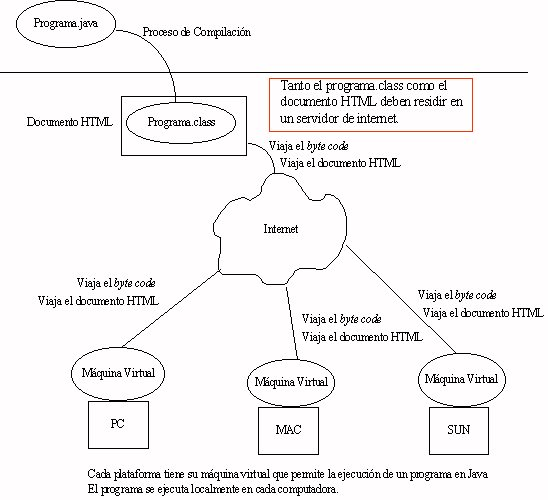 Programa.java
Proceso de Compilación
Tanto el programa.class como el
documento HTML deben residir en
un servidor de internet.
Documento HTML
Programa.class
Viaja el byte code
Viaja el documento HTML
Internet
Viaja el byte code
Viaja el documento HTML
Viaja el byte code
Viaja el documento HTML
Viaja el byte code
Viaja el documento HTML
Máquina Virtual
Máquina Virtual
Máquina Virtual
PC
MAC
SUN
Cada plataforma tiene su máquina virtual que permite la ejecución de un programa en Java
El programa se ejecuta localmente en cada computadora.